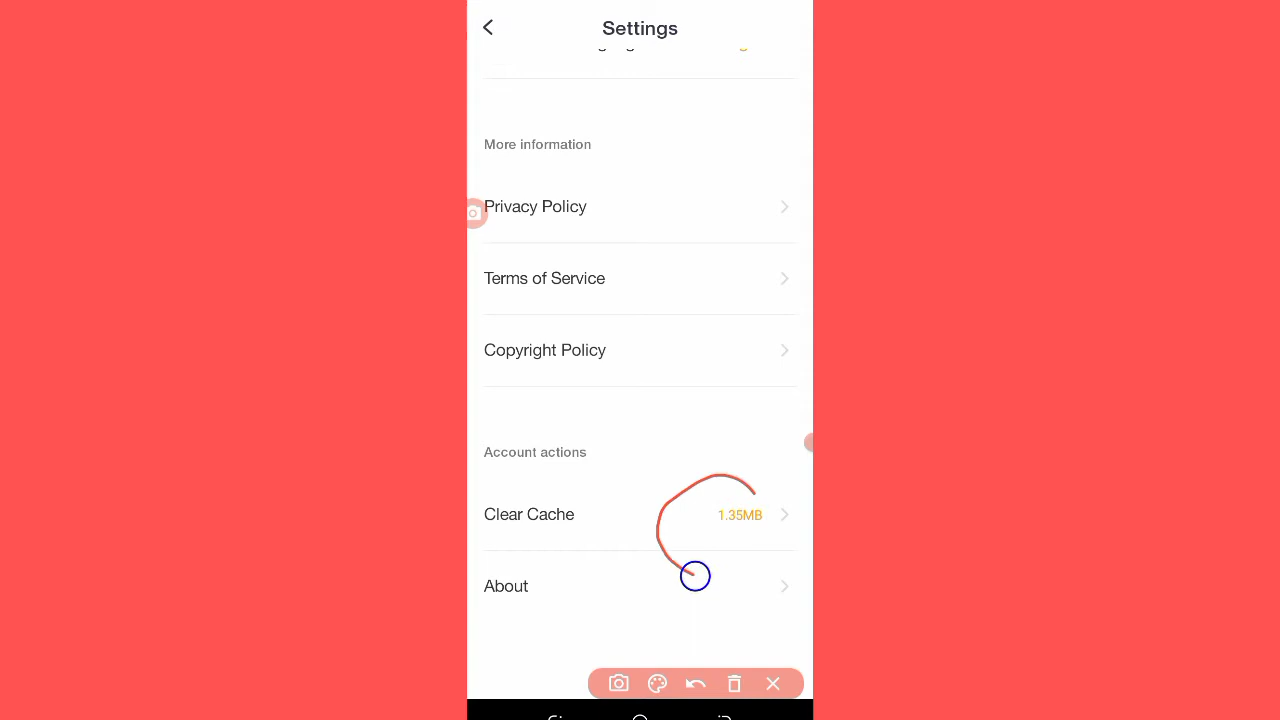 Settings
More information
Privacy Policy
Terms of Service
Copyright Policy
Account actions
Clear Cache 1.35MB
About